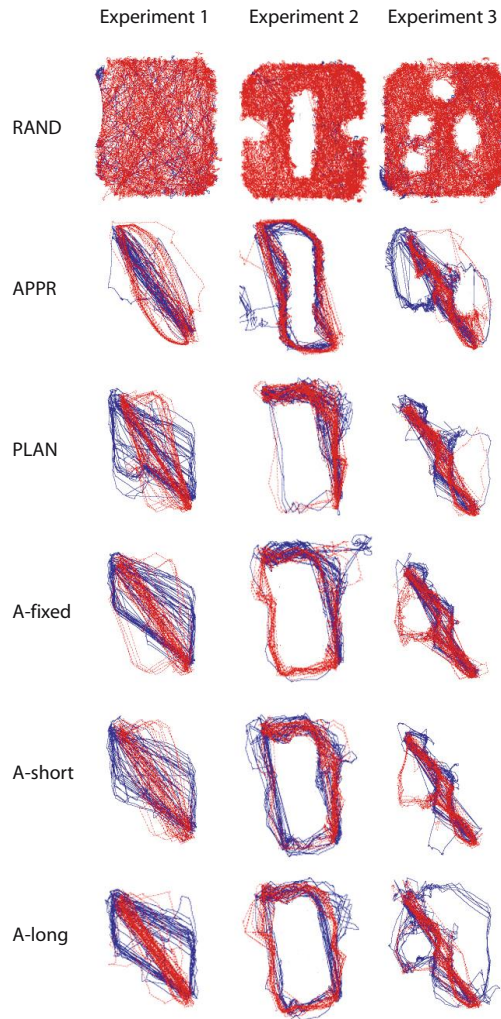 Experiment 1 Experiment 2 Experiment 3
RAND
APPR
PLAN
A-fixed
A-short
A-long